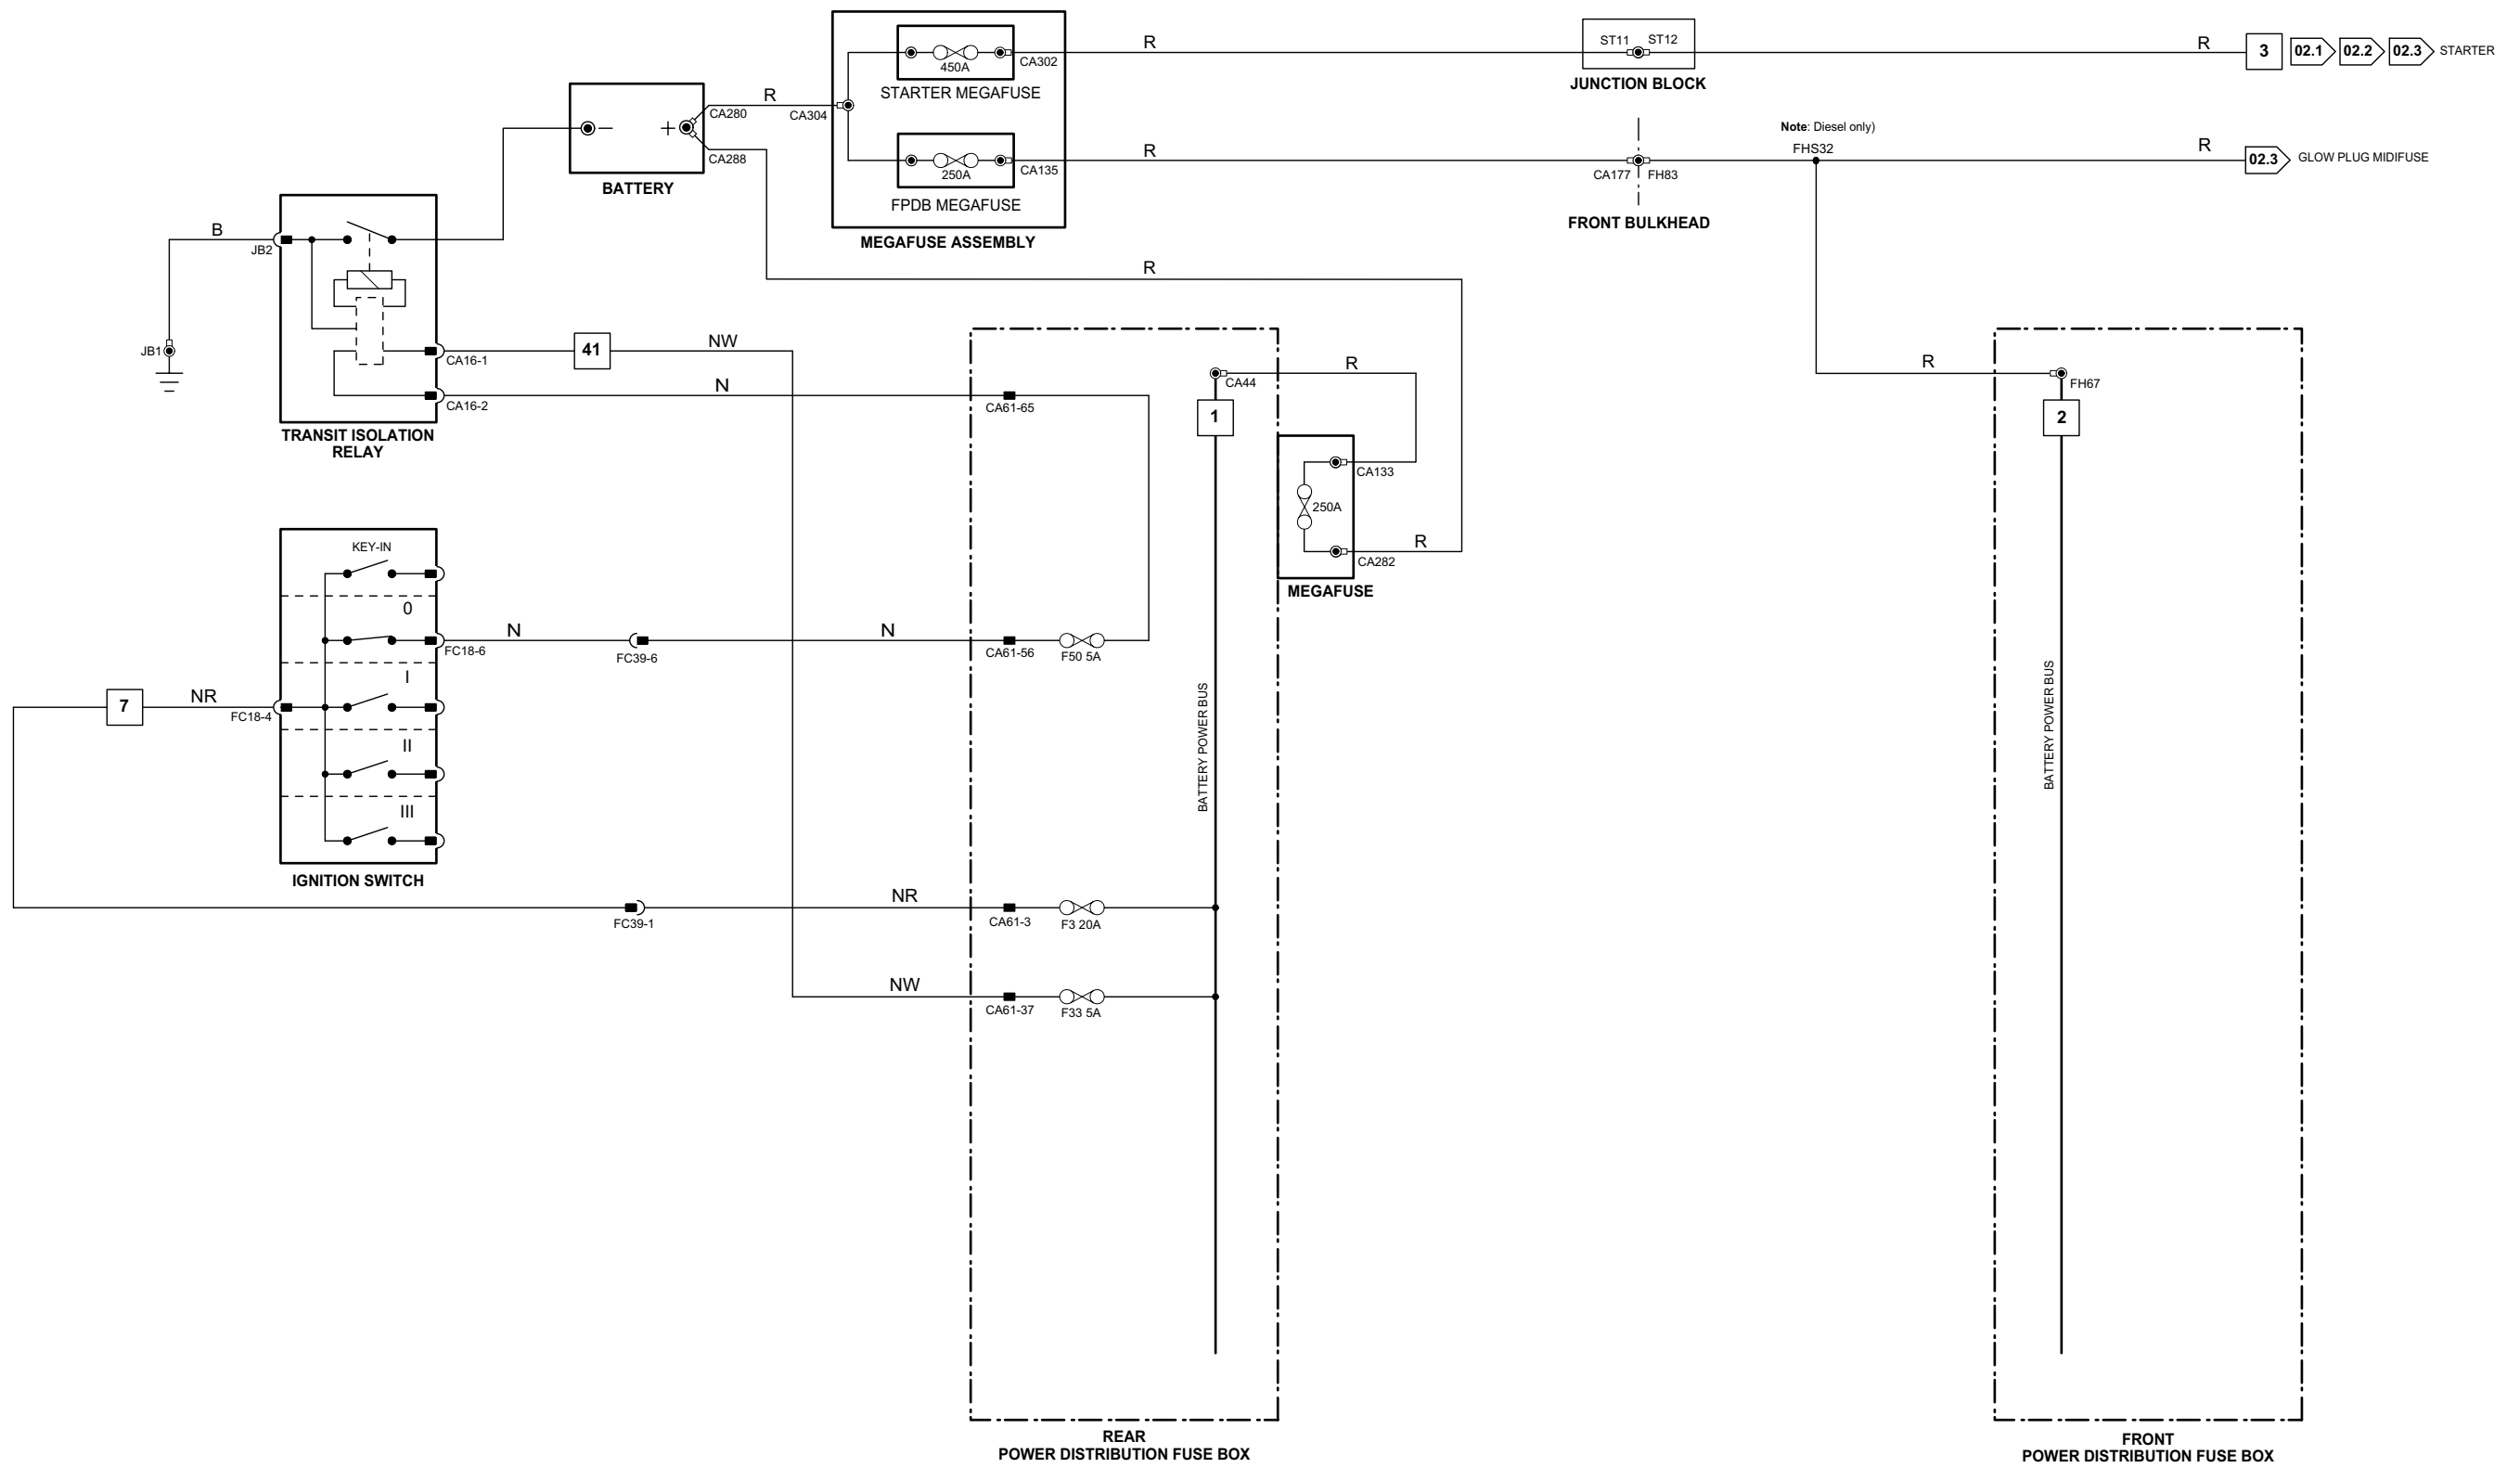 R
ST11 ST12
R
3 02.1 02.2 02.3 STARTER
450A
CA302
STARTER MEGAFUSE
JUNCTION BLOCK
R
CA280
CA304
CA288
BATTERY
R
250A
CA135
FPDB MEGAFUSE
MEGAFUSE ASSEMBLY
Note: Diesel only)
FHS32
R
02.3 GLOW PLUG MIDIFUSE
CA177 FH83
FRONT BULKHEAD
B
JB2
JB1
R
CA16-1
41
NW
CA16-2
N
CA61-65
TRANSIT ISOLATION
RELAY
R
CA44
1
CA133
250A
R
CA282
MEGAFUSE
R
FH67
2
KEY-IN
0
N
FC18-6
FC39-6
N
CA61-56
F50 5A
I
7
NR
FC18-4
II
III
IGNITION SWITCH
BATTERY POWER BUS
BATTERY POWER BUS
FC39-1
NR
CA61-3
F3 20A
NW
CA61-37
F33 5A
REAR
POWER DISTRIBUTION FUSE BOX
FRONT
POWER DISTRIBUTION FUSE BOX